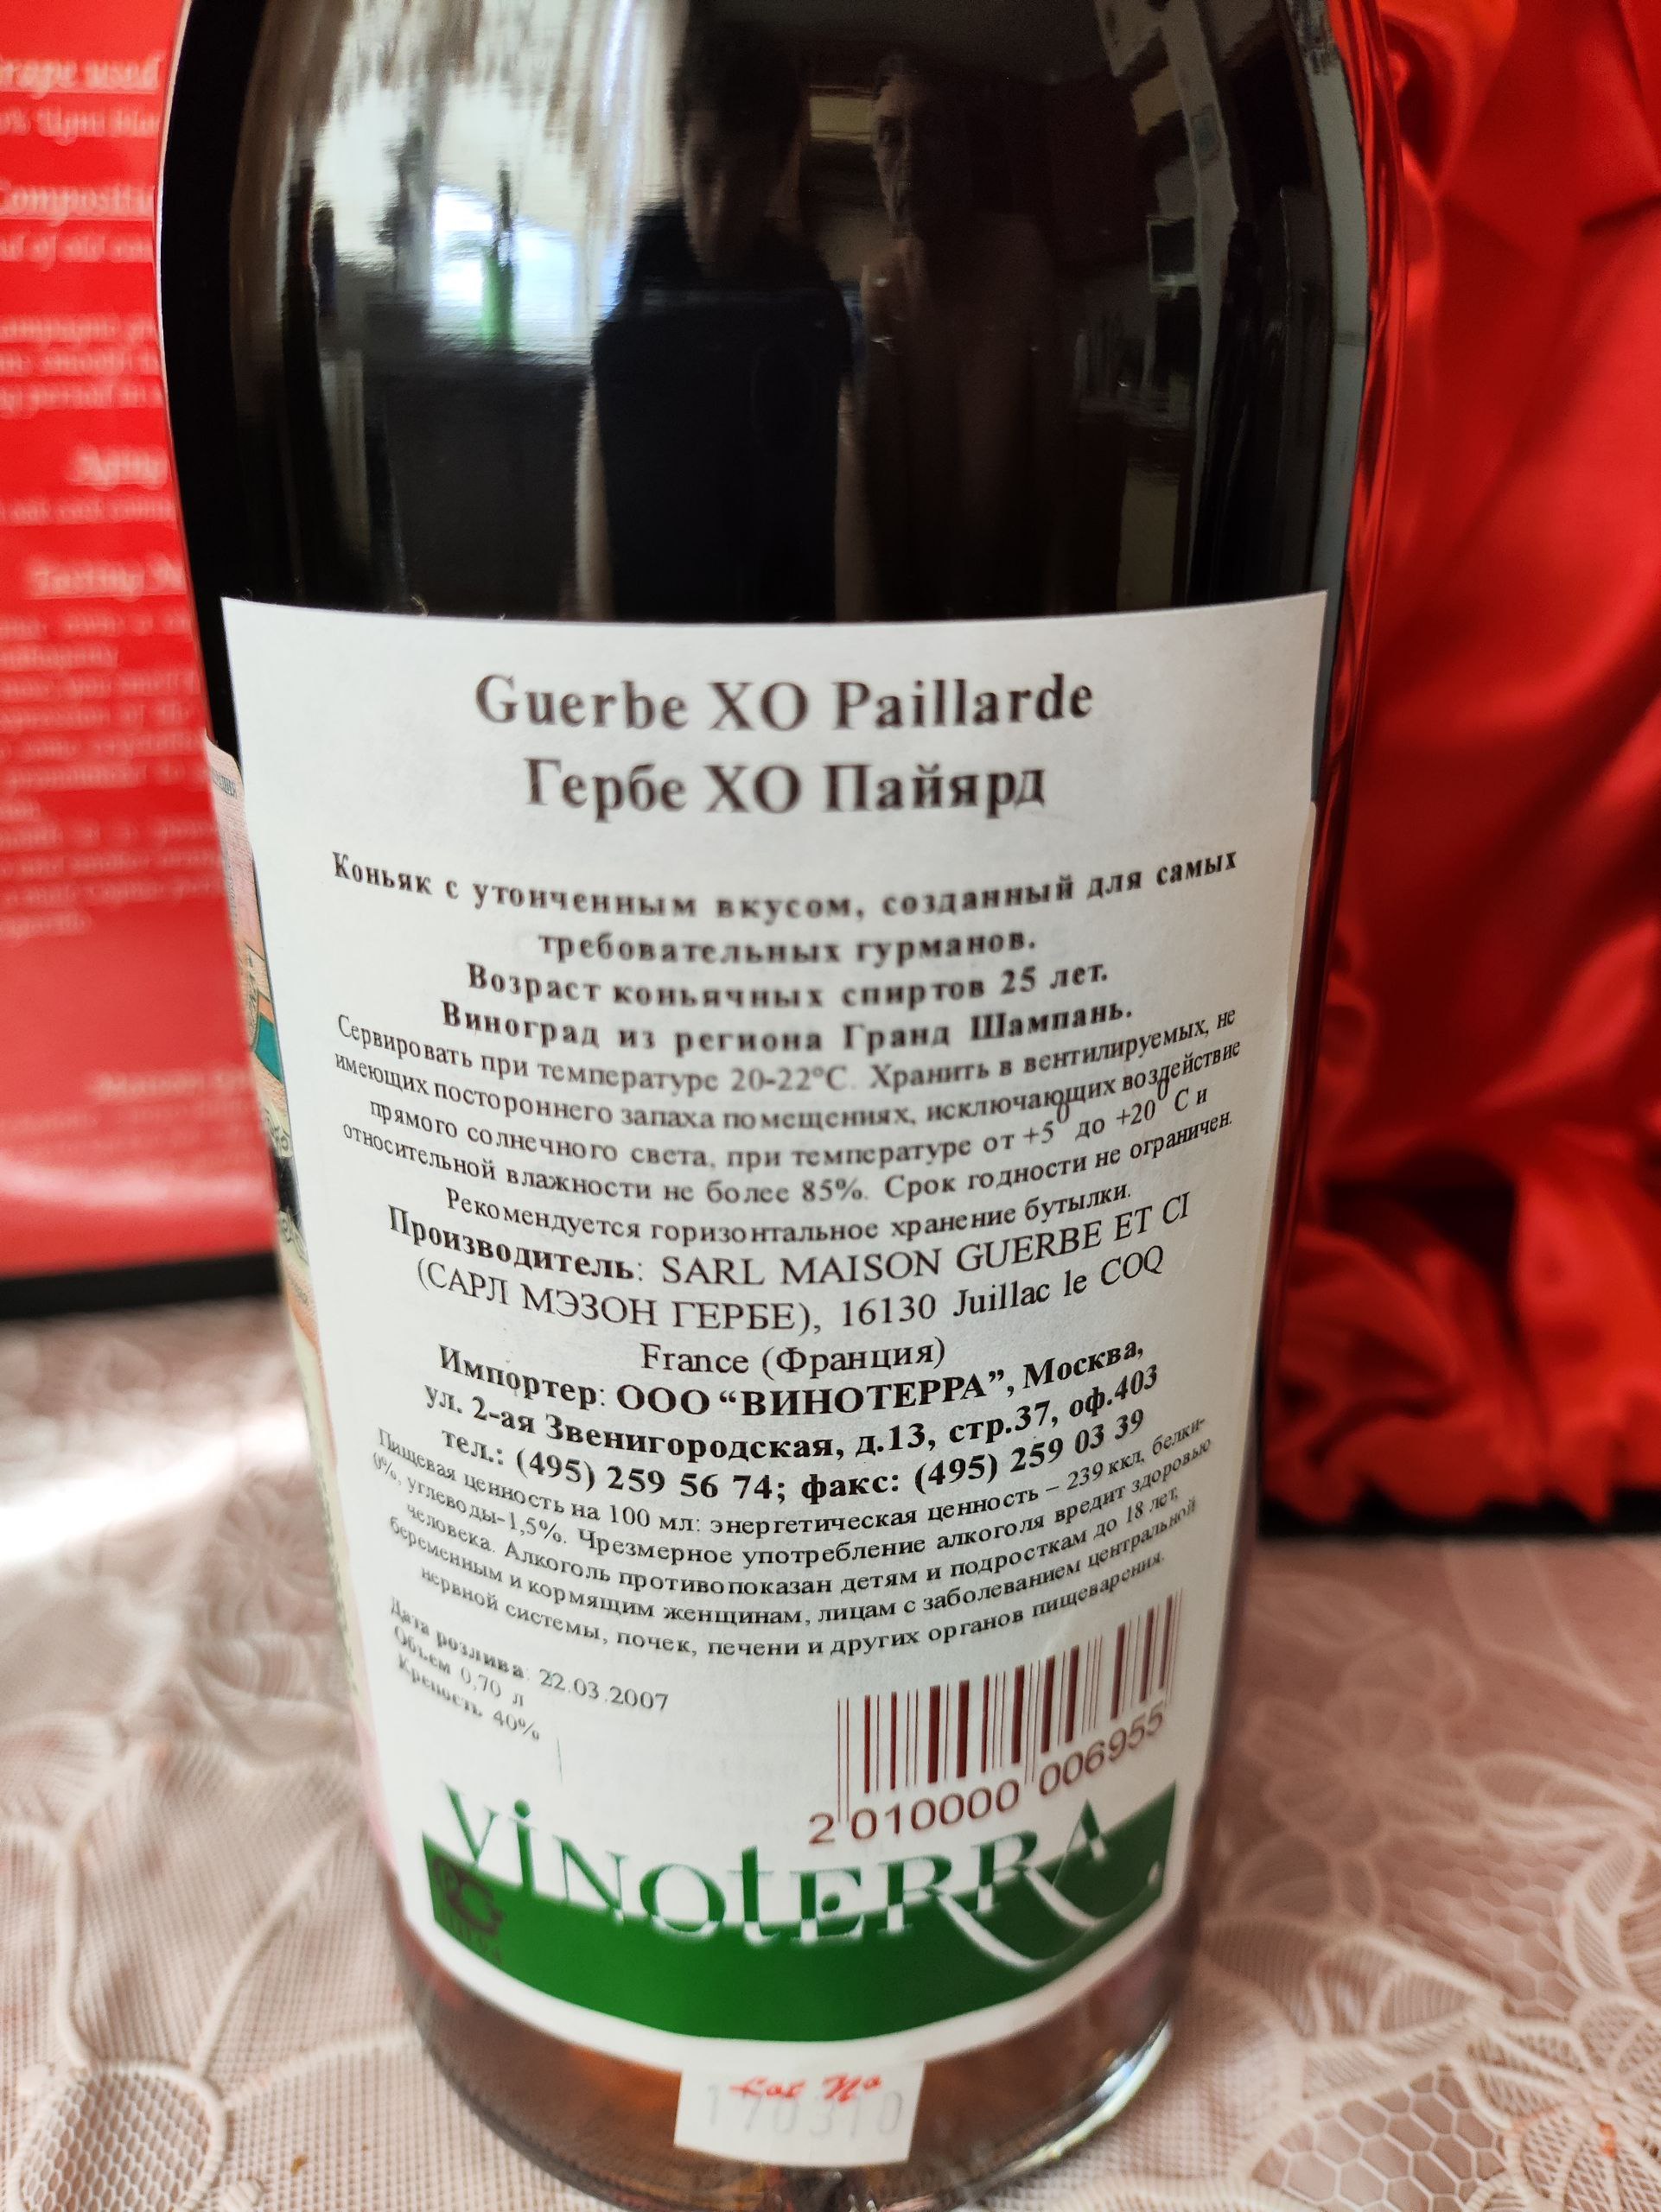 Grape used
Guerbe XO Paillarde
Гербе ХО Пайярд
Коньяк с утонченным вкусом, созданный для самых
требовательных гурманов.
Возраст коньячных спиртов 25 лет.
Виноград из региона Гранд Шампань.
Сервировать при температуре 20-22°С. Хранить в вентилируемых, не
имеющих постороннего запаха помещениях, исключающих воздействие
прямого солнечного света, при температуре от +5⁰ до +20⁰ С и
относительной влажности не более 85%. Срок годности не ограничен.
Рекомендуется горизонтальное хранение бутылки.
Производитель: SARL MAISON GUERBE ET CI
(САРЛ МЭЗОН ГЕРБЕ), 16130 Juillac le COQ
France (Франция)
Импортер: ООО “ВИНОТЕРРА”, Москва,
ул. 2-ая Звенигородская, д.13, стр.37, оф.403
тел.: (495) 259 56 74; факс: (495) 259 03 39
Пищевая ценность на 100 мл: энергетическая ценность – 239 ккл, белки-
0%, углеводы-1,5%. Чрезмерное употребление алкоголя вредит здоровью
человека. Алкоголь противопоказан детям и подросткам до 18 лет,
беременным и кормящим женщинам, лицам с заболеванием центральной
нервной системы, почек, печени и других органов пищеварения.
Дата розлива: 22.03.2007
Объем 0,70 л
Крепость 40%
2 010000 006955
VINOTERRA
Lot Nº